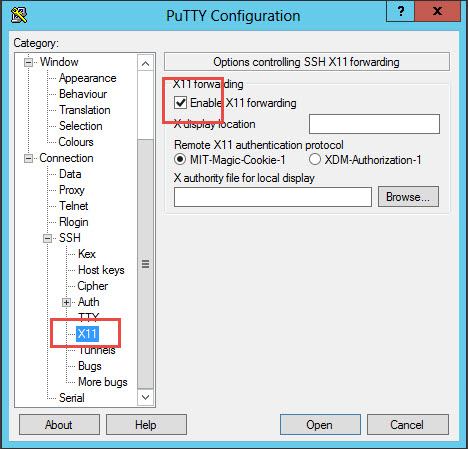 PuTTY Configuration
? X
Category:
Window
Appearance
Behaviour
Translation
Selection
Colours
Connection
Data
Proxy
Telnet
Rlogin
SSH
Kex
Host keys
Cipher
Auth
TTY
X11
Tunnels
Bugs
More bugs
Serial
Options controlling SSH X11 forwarding
X11 forwarding
Enable X11 forwarding
X display location
Remote X11 authentication protocol
MIT-Magic-Cookie-1 XDM-Authorization-1
X authority file for local display
Browse...
About Help Open Cancel